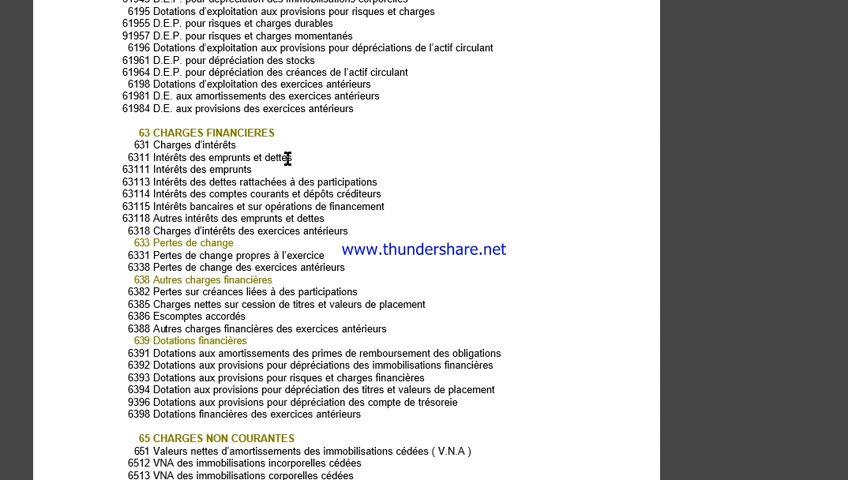 6195 Dotations d'exploitation aux provisions pour risques et charges
61955 D.E.P. pour risques et charges durables
91957 D.E.P. pour risques et charges momentanés
6196 Dotations d'exploitation aux provisions pour dépréciations de l'actif circulant
61961 D.E.P. pour dépréciation des stocks
61964 D.E.P. pour dépréciation des créances de l'actif circulant
6198 Dotations d'exploitation des exercices antérieurs
61981 D.E. aux amortissements des exercices antérieurs
61984 D.E. aux provisions des exercices antérieurs
63 CHARGES FINANCIERES
631 Charges d'intérêts
6311 Intérêts des emprunts et dettes
63111 Intérêts des emprunts
63113 Intérêts des dettes rattachées à des participations
63114 Intérêts des comptes courants et dépôts créditeurs
63115 Intérêts bancaires et sur opérations de financement
63118 Autres intérêts des emprunts et dettes
6318 Charges d'intérêts des exercices antérieurs
633 Pertes de change
www.thundershare.net
6331 Pertes de change propres à l'exercice
6338 Pertes de change des exercices antérieurs
638 Autres charges financières
6382 Pertes sur créances liées à des participations
6385 Charges nettes sur cession de titres et valeurs de placement
6386 Escomptes accordés
6388 Autres charges financières des exercices antérieurs
639 Dotations financières
6391 Dotations aux amortissements des primes de remboursement des obligations
6392 Dotations aux provisions pour dépréciations des immobilisations financières
6393 Dotations aux provisions pour risques et charges financières
6394 Dotation aux provisions pour dépréciation des titres et valeurs de placement
9396 Dotations aux provisions pour dépréciation des compte de trésoreie
6398 Dotations financières des exercices antérieurs
65 CHARGES NON COURANTES
651 Valeurs nettes d'amortissements des immobilisations cédées ( V.N.A )
6512 VNA des immobilisations incorporelles cédées
6513 VNA des immobilisations corporelles cédées